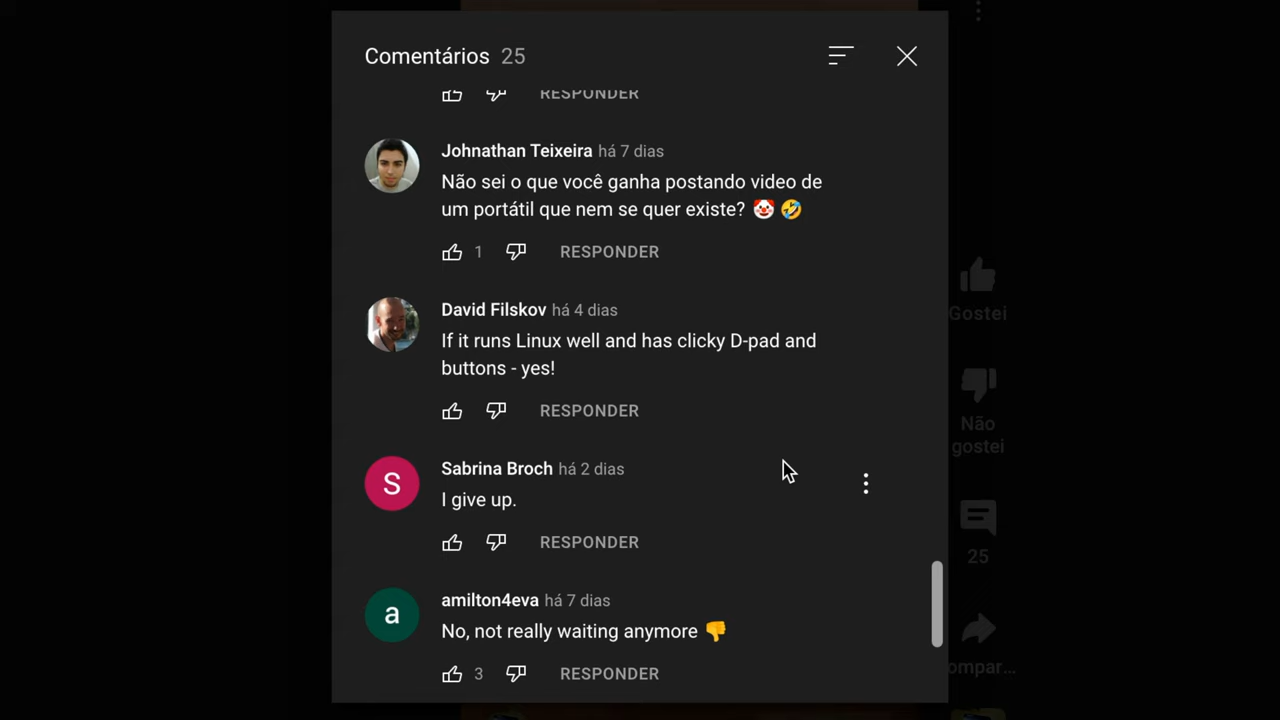 Comentários 25
RESPONDER
Johnathan Teixeira há 7 dias
Não sei o que você ganha postando video de
um portátil que nem se quer existe? 🤡 🤣
1 RESPONDER
David Filskov há 4 dias
If it runs Linux well and has clicky D-pad and
buttons - yes!
RESPONDER
S
Sabrina Broch há 2 dias
I give up.
RESPONDER
a
amilton4eva há 7 dias
No, not really waiting anymore 👎
3 RESPONDER
Gostei
Não
gostei
25
ompar...